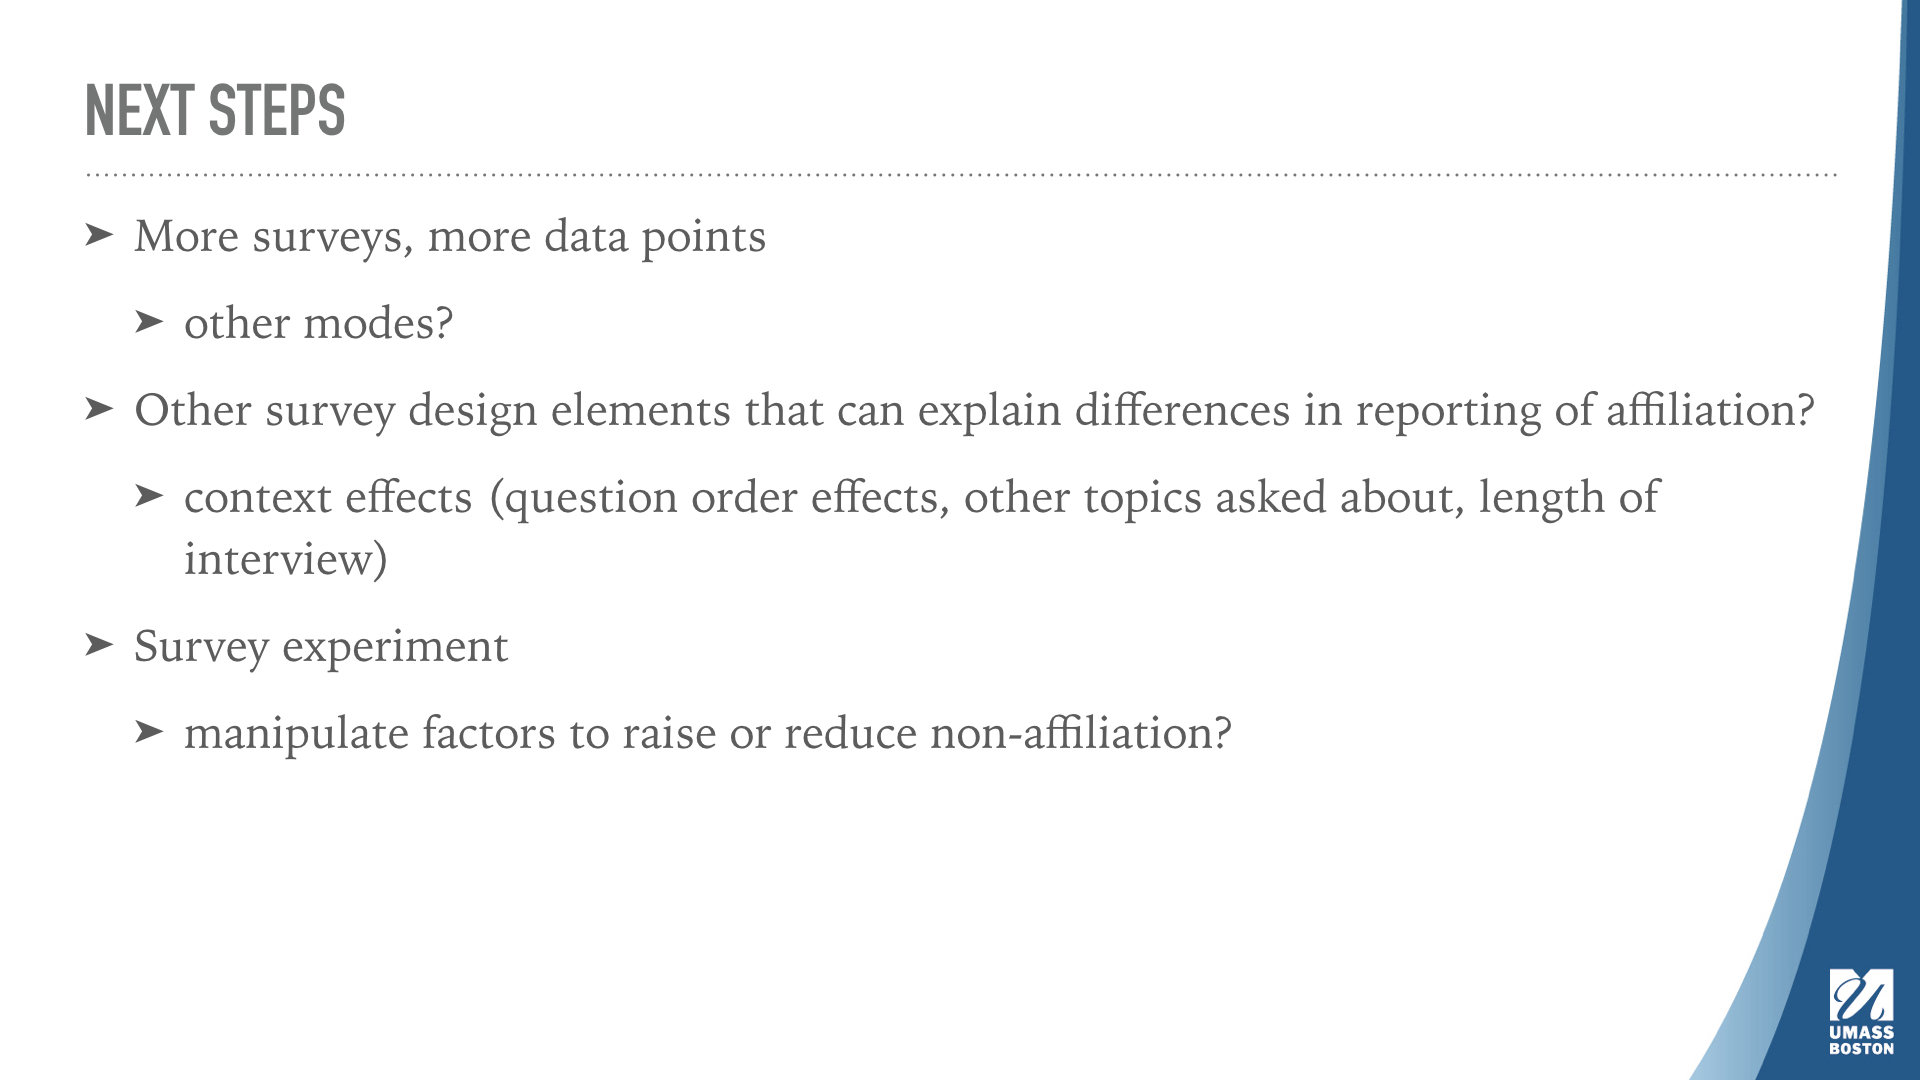 NEXT STEPS
➤ More surveys, more data points
➤ other modes?
➤ Other survey design elements that can explain differences in reporting of affiliation?
➤ context effects (question order effects, other topics asked about, length of
interview)
➤ Survey experiment
➤ manipulate factors to raise or reduce non-affiliation?
UMASS
BOSTON